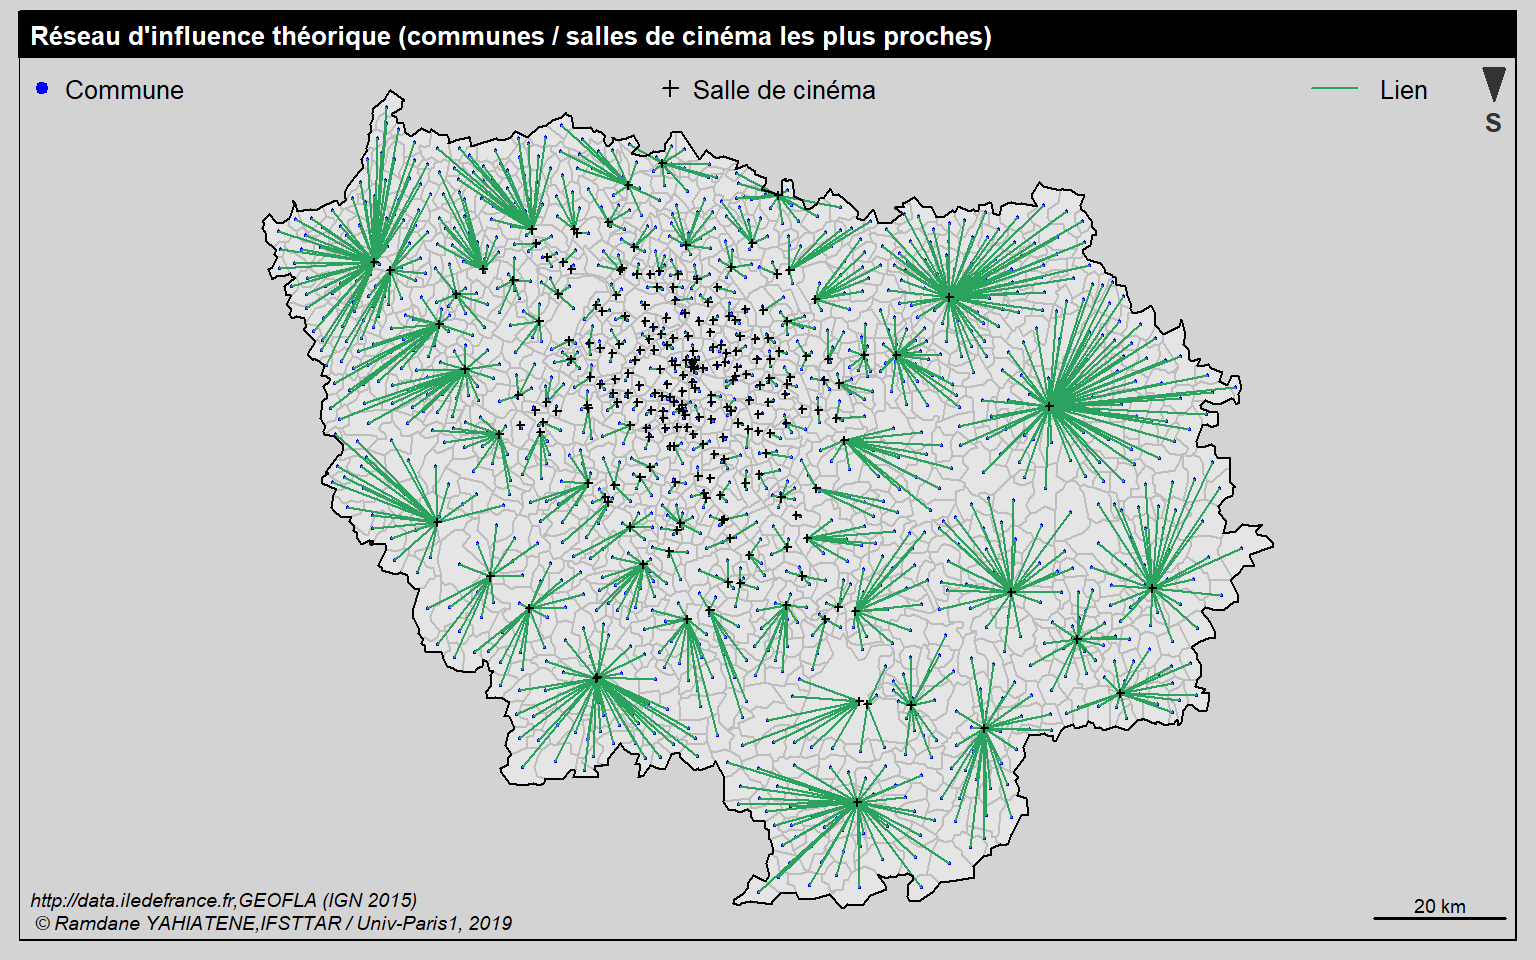 Réseau d'influence théorique (communes / salles de cinéma les plus proches)
Commune
Salle de cinéma
Lien
S
http://data.iledefrance.fr,GEOFLA (IGN 2015)
© Ramdane YAHIATENE,IFSTTAR / Univ-Paris1, 2019
20 km